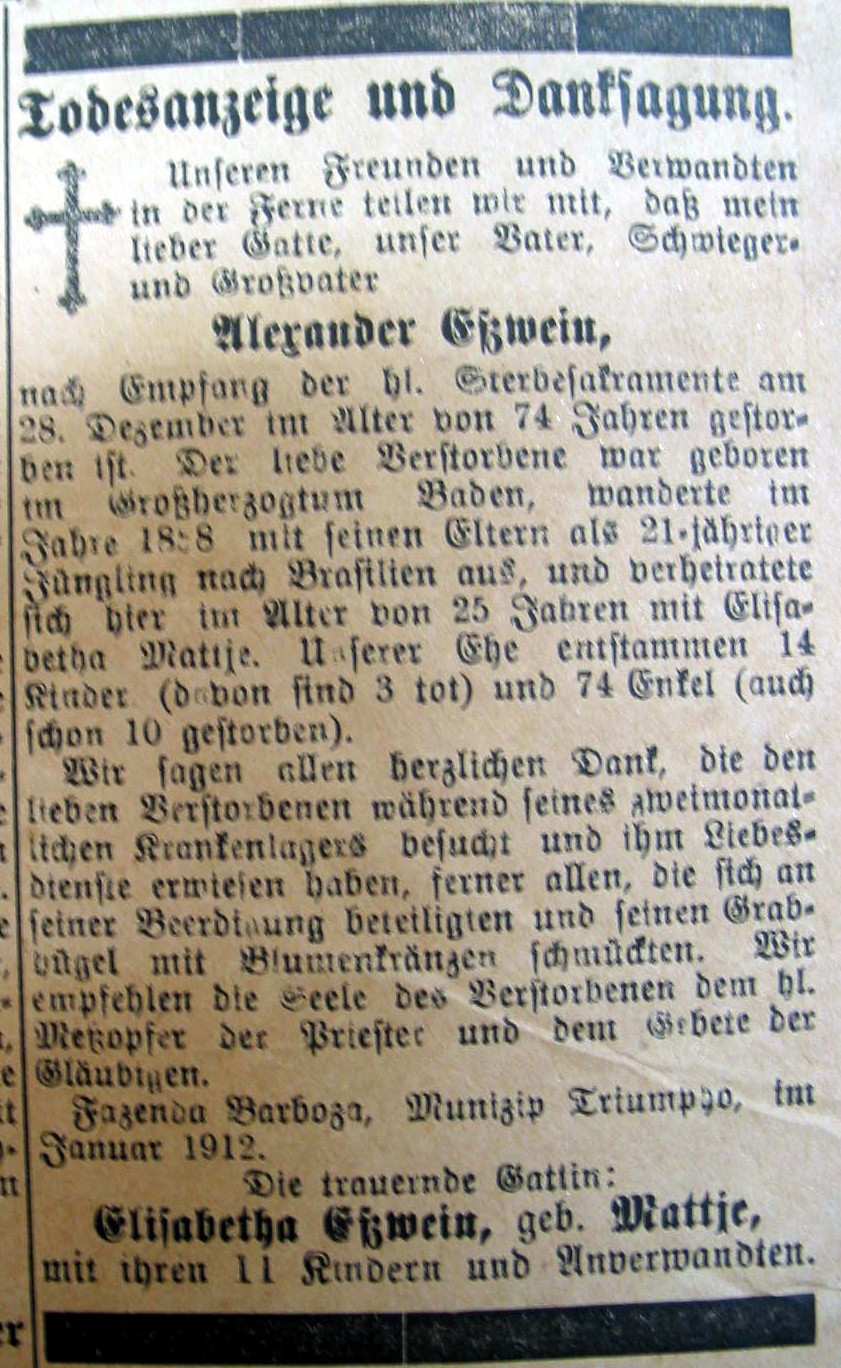 Todesanzeige und Dankſagung.
Unſeren Freunden und Verwandten
in der Ferne teilen wir mit, daß mein
lieber Gatte, unſer Vater, Schwieger-
und Großvater
Alexander Eßwein,
nach Empfang der hl. Sterbeſakramente am
28. Dezember im Alter von 74 Jahren geſtor-
ben iſt. Der liebe Verſtorbene war geboren
im Großherzogtum Baden, wanderte im
Jahre mit ſeinen Eltern als 21-jähriger
Jüngling nach Braſilien aus, und verheiratete
ſich hier im Alter von 25 Jahren mit Eliſa-
betha Mattje. Unſerer Ehe entſtammen 14
Kinder (davon ſind 3 tot) und 74 Enkel (auch
ſchon 10 geſtorben).
Wir ſagen allen herzlichen Dank, die den
lieben Verſtorbenen während ſeines zweimonat-
lichen Krankenlagers beſucht und ihm Liebes-
dienſte erwieſen haben, ferner allen, die ſich an
ſeiner Beerdigung beteiligten und ſeinen Grab-
hügel mit Blumenkränzen ſchmückten. Wir
empfehlen die Seele des Verſtorbenen dem hl.
Meßopfer der Prieſter und dem Gebete der
Gläubigen.
Fazenda Barboza, Munizip Triumpho, im
Januar 1912.
Die trauernde Gattin:
Eliſabetha Eßwein, geb. Mattje,
mit ihren 11 Kindern und Anverwandten.